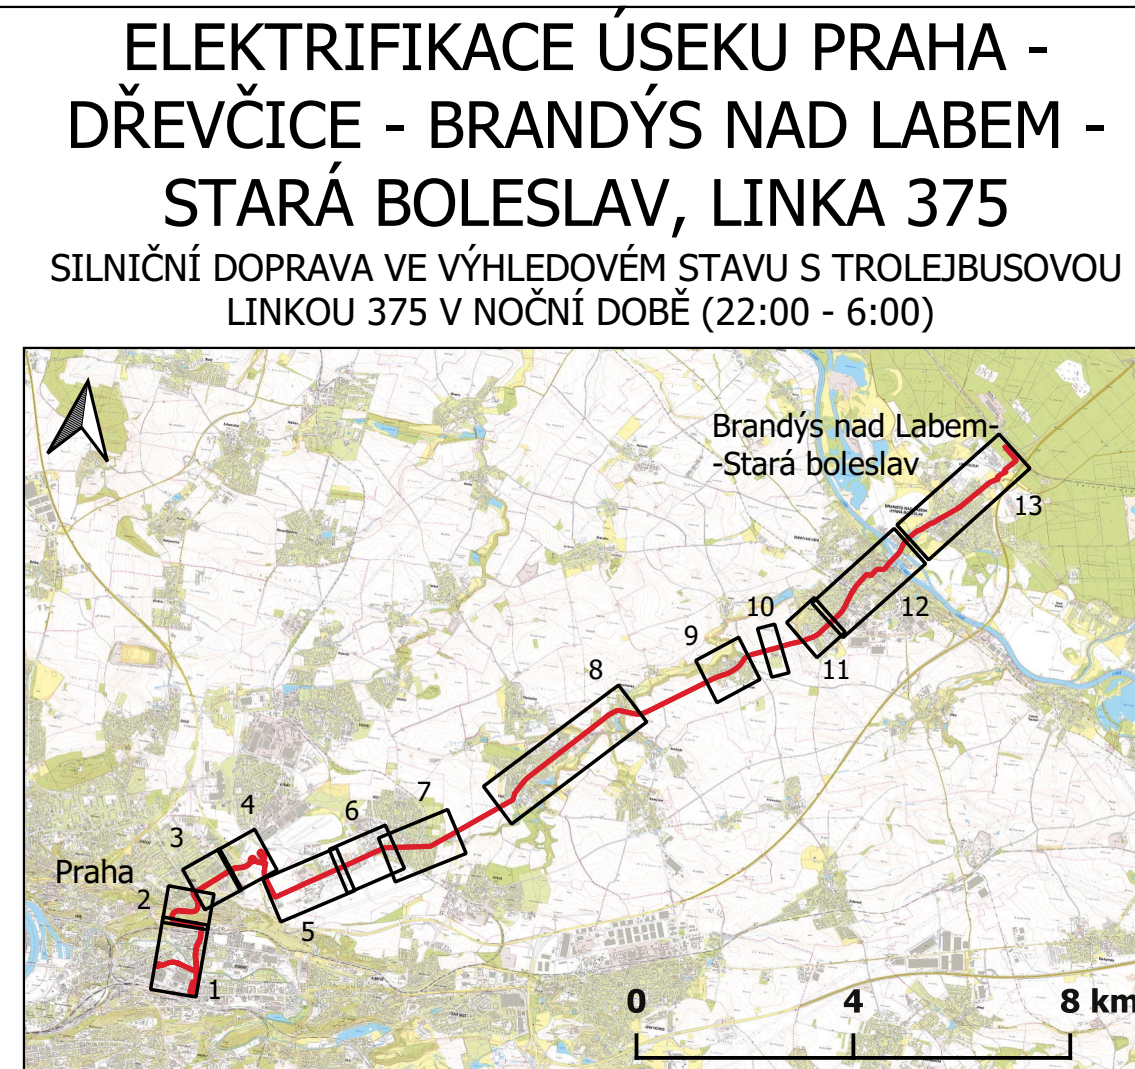 ELEKTRIFIKACE ÚSEKU PRAHA -
DŘEVČICE - BRANDÝS NAD LABEM -
STARÁ BOLESLAV, LINKA 375
SILNIČNÍ DOPRAVA VE VÝHLEDOVÉM STAVU S TROLEJBUSOVOU
LINKOU 375 V NOČNÍ DOBĚ (22:00 - 6:00)
Brandýs nad Labem-
-Stará boleslav
13
12
11
10
9
8
7
6
5
4
3
Praha
2
1
0 4 8 km